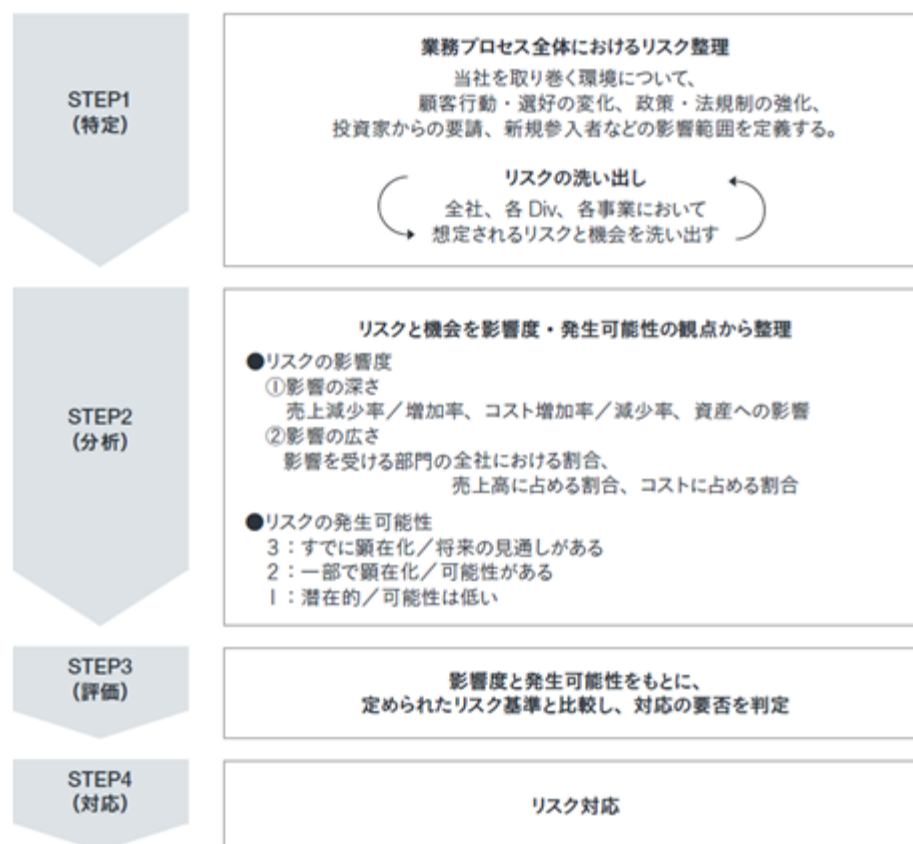 STEP1
（特定）
業務プロセス全体におけるリスク整理
当社を取り巻く環境について、
顧客行動・選好の変化、政策・法規制の強化、
投資家からの要請、新規参入者などの影響範囲を定義する。
リスクの洗い出し
全社、各 Div、各事業において
想定されるリスクと機会を洗い出す
STEP2
（分析）
リスクと機会を影響度・発生可能性の観点から整理
●リスクの影響度
①影響の深さ
売上減少率／増加率、コスト増加率／減少率、資産への影響
②影響の広さ
影響を受ける部門の全社における割合、
売上高に占める割合、コストに占める割合
●リスクの発生可能性
3：すでに顕在化／将来の見通しがある
2：一部で顕在化／可能性がある
1：潜在的／可能性は低い
STEP3
（評価）
影響度と発生可能性をもとに、
定められたリスク基準と比較し、対応の要否を判定
STEP4
（対応）
リスク対応